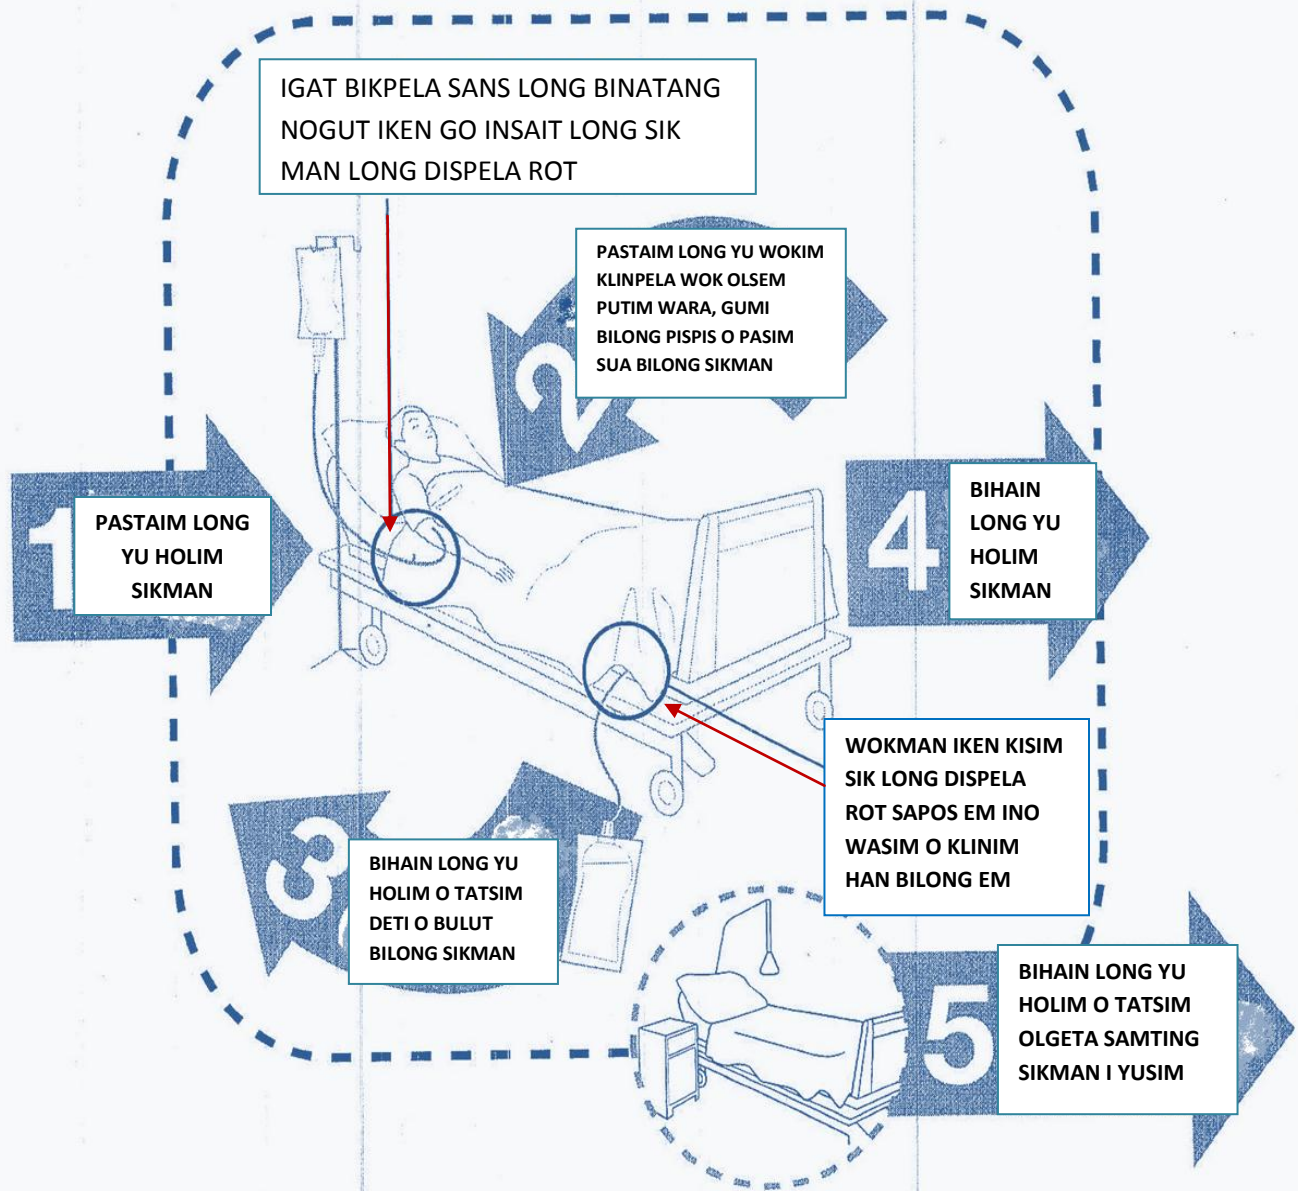 IGAT BIKPELA SANS LONG BINATANG
NOGUT IKEN GO INSAIT LONG SIK
MAN LONG DISPELA ROT
2
PASTAIM LONG YU WOKIM
KLINPELA WOK OLSEM
PUTIM WARA, GUMI
BILONG PISPIS O PASIM
SUA BILONG SIKMAN
1
PASTAIM LONG
YU HOLIM
SIKMAN
4
BIHAIN
LONG YU
HOLIM
SIKMAN
WOKMAN IKEN KISIM
SIK LONG DISPELA
ROT SAPOS EM INO
WASIM O KLINIM
HAN BILONG EM
3
BIHAIN LONG YU
HOLIM O TATSIM
DETI O BULUT
BILONG SIKMAN
5
BIHAIN LONG YU
HOLIM O TATSIM
OLGETA SAMTING
SIKMAN I YUSIM